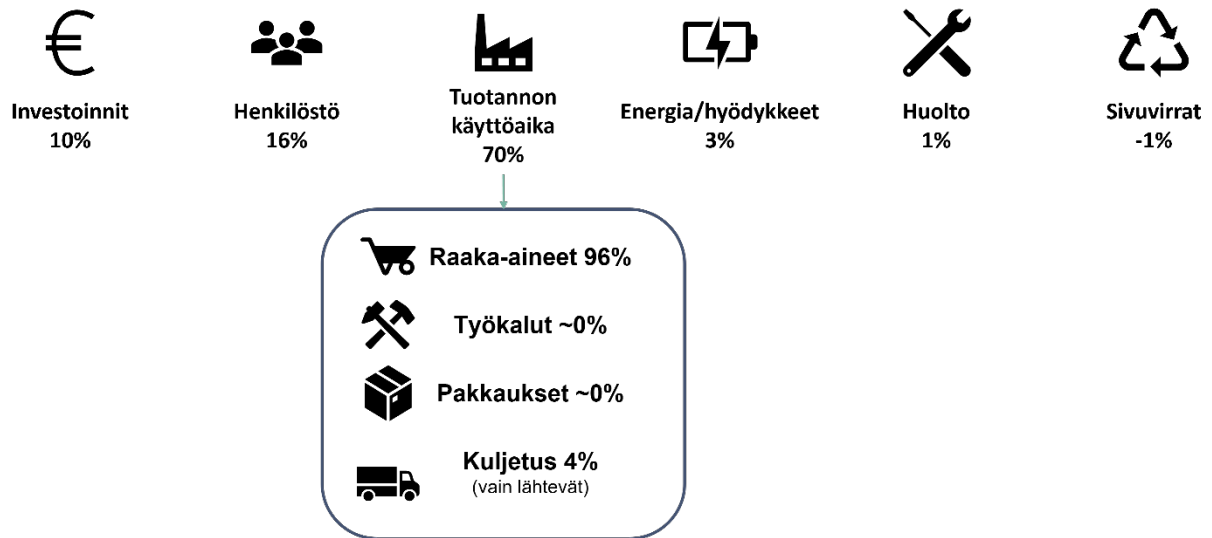 Investoinnit
10%
Henkilöstö
16%
Tuotannon
käyttöaika
70%
Energia/hyödykkeet
3%
Huolto
1%
Sivuvirrat
-1%
Raaka-aineet 96%
Työkalut ~0%
Pakkaukset ~0%
Kuljetus 4%
(vain lähtevät)